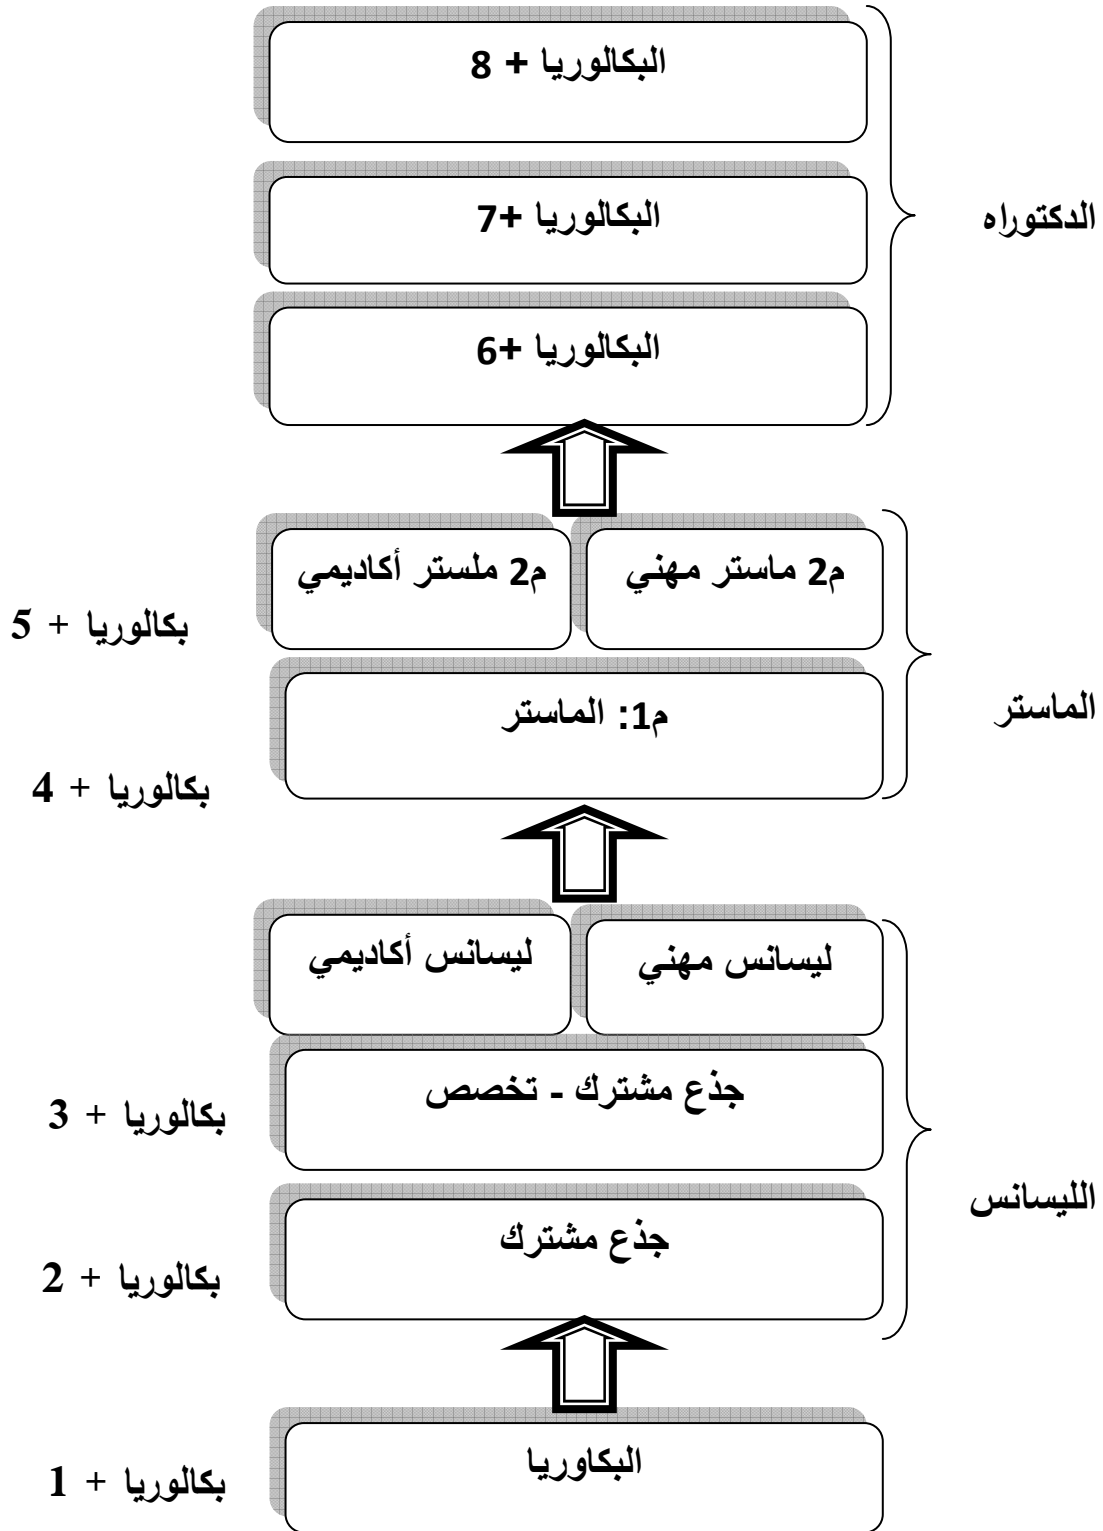 البكالوريا + 8
البكالوريا +7
الدكتوراه
البكالوريا +6
م2 ماستر مهني
م2 ملستر أكاديمي
بكالوريا + 5
م1: الماستر
الماستر
بكالوريا + 4
ليسانس مهني
ليسانس أكاديمي
جذع مشترك - تخصص
بكالوريا + 3
الليسانس
جذع مشترك
بكالوريا + 2
البكاوريا
بكالوريا + 1